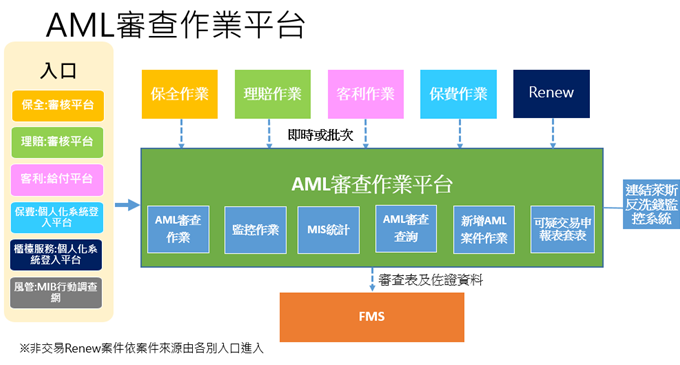 AML審查作業平台
入口
保全:審核平台
理賠:審核平台
客利:給付平台
保費:個人化系統登
入平台
櫃檯服務:個人化系
統登入平台
風管:MIB行動調查
網
保全作業
理賠作業
客利作業
保費作業
Renew
即時或批次
AML審查作業平台
AML審查
作業
監控作業
MIS統計
AML審查
查詢
新增AML
案件作業
可疑交易申
報表套表
連結萊斯
反洗錢監
控系統
審查表及佐證資料
FMS
※非交易Renew案件依案件來源由各別入口進入